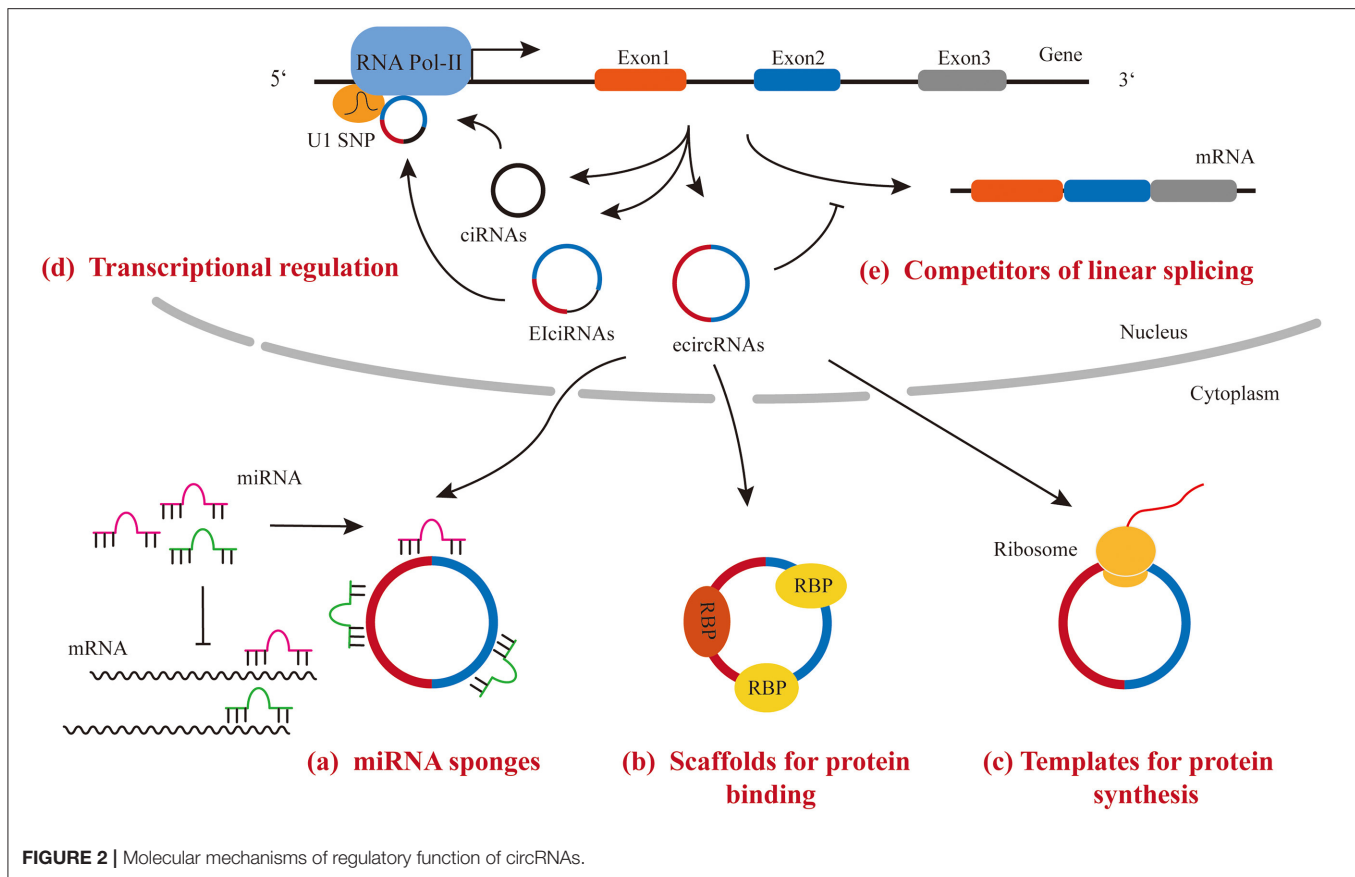 RNA Pol-II
Exon1
Exon2
Exon3
Gene
5‘
3‘
U1 SNP
mRNA
ciRNAs
(d) Transcriptional regulation
(e) Competitors of linear splicing
EIciRNAs
ecircRNAs
Nucleus
Cytoplasm
miRNA
Ribosome
RBP
RBP
RBP
mRNA
(a) miRNA sponges
(b) Scaffolds for protein
binding
(c) Templates for protein
synthesis
FIGURE 2 | Molecular mechanisms of regulatory function of circRNAs.